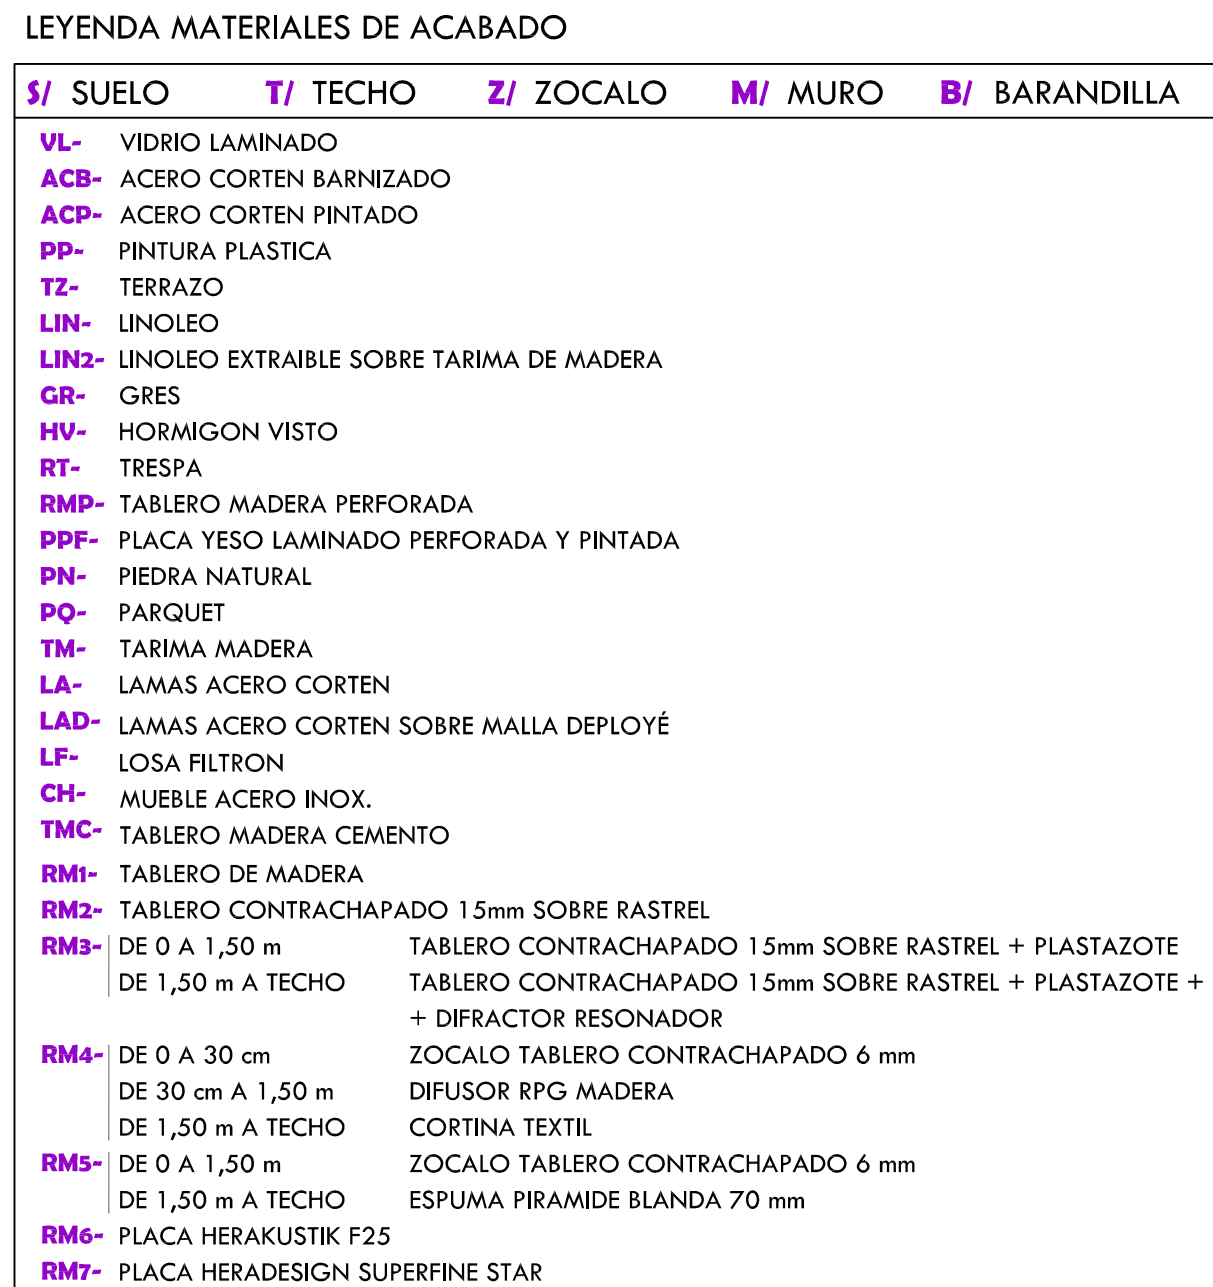 LEYENDA MATERIALES DE ACABADO
S/ SUELO T/ TECHO Z/ ZOCALO M/ MURO B/ BARANDILLA
VL- VIDRIO LAMINADO
ACB- ACERO CORTEN BARNIZADO
ACP- ACERO CORTEN PINTADO
PP- PINTURA PLASTICA
TZ- TERRAZO
LIN- LINOLEO
LIN2- LINOLEO EXTRAIBLE SOBRE TARIMA DE MADERA
GR- GRES
HV- HORMIGON VISTO
RT- TRESPA
RMP- TABLERO MADERA PERFORADA
PPF- PLACA YESO LAMINADO PERFORADA Y PINTADA
PN- PIEDRA NATURAL
PQ- PARQUET
TM- TARIMA MADERA
LA- LAMAS ACERO CORTEN
LAD- LAMAS ACERO CORTEN SOBRE MALLA DEPLOYÉ
LF- LOSA FILTRON
CH- MUEBLE ACERO INOX.
TMC- TABLERO MADERA CEMENTO
RM1- TABLERO DE MADERA
RM2- TABLERO CONTRACHAPADO 15mm SOBRE RASTREL
RM3- DE 0 A 1,50 m TABLERO CONTRACHAPADO 15mm SOBRE RASTREL + PLASTAZOTE
DE 1,50 m A TECHO TABLERO CONTRACHAPADO 15mm SOBRE RASTREL + PLASTAZOTE +
+ DIFRACTOR RESONADOR
RM4- DE 0 A 30 cm ZOCALO TABLERO CONTRACHAPADO 6 mm
DE 30 cm A 1,50 m DIFUSOR RPG MADERA
DE 1,50 m A TECHO CORTINA TEXTIL
RM5- DE 0 A 1,50 m ZOCALO TABLERO CONTRACHAPADO 6 mm
DE 1,50 m A TECHO ESPUMA PIRAMIDE BLANDA 70 mm
RM6- PLACA HERAKUSTIK F25
RM7- PLACA HERADESIGN SUPERFINE STAR